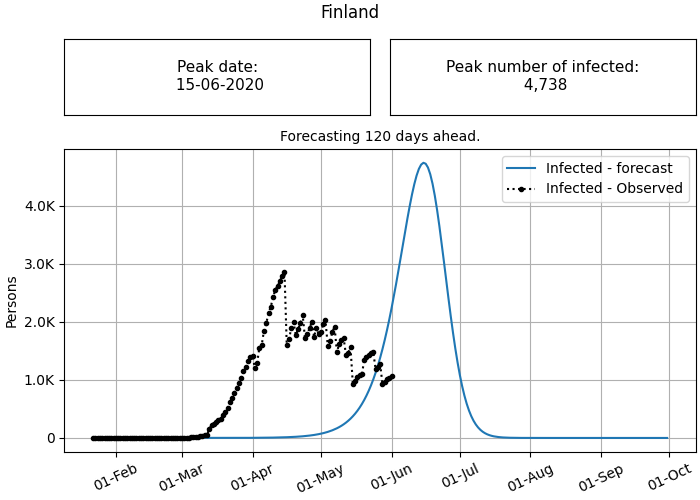 Finland
Peak date:
15-06-2020
Peak number of infected:
4,738
Forecasting 120 days ahead.
Infected - forecast
Infected - Observed
Persons
4.0K
3.0K
2.0K
1.0K
0
01-Feb
01-Mar
01-Apr
01-May
01-Jun
01-Jul
01-Aug
01-Sep
01-Oct